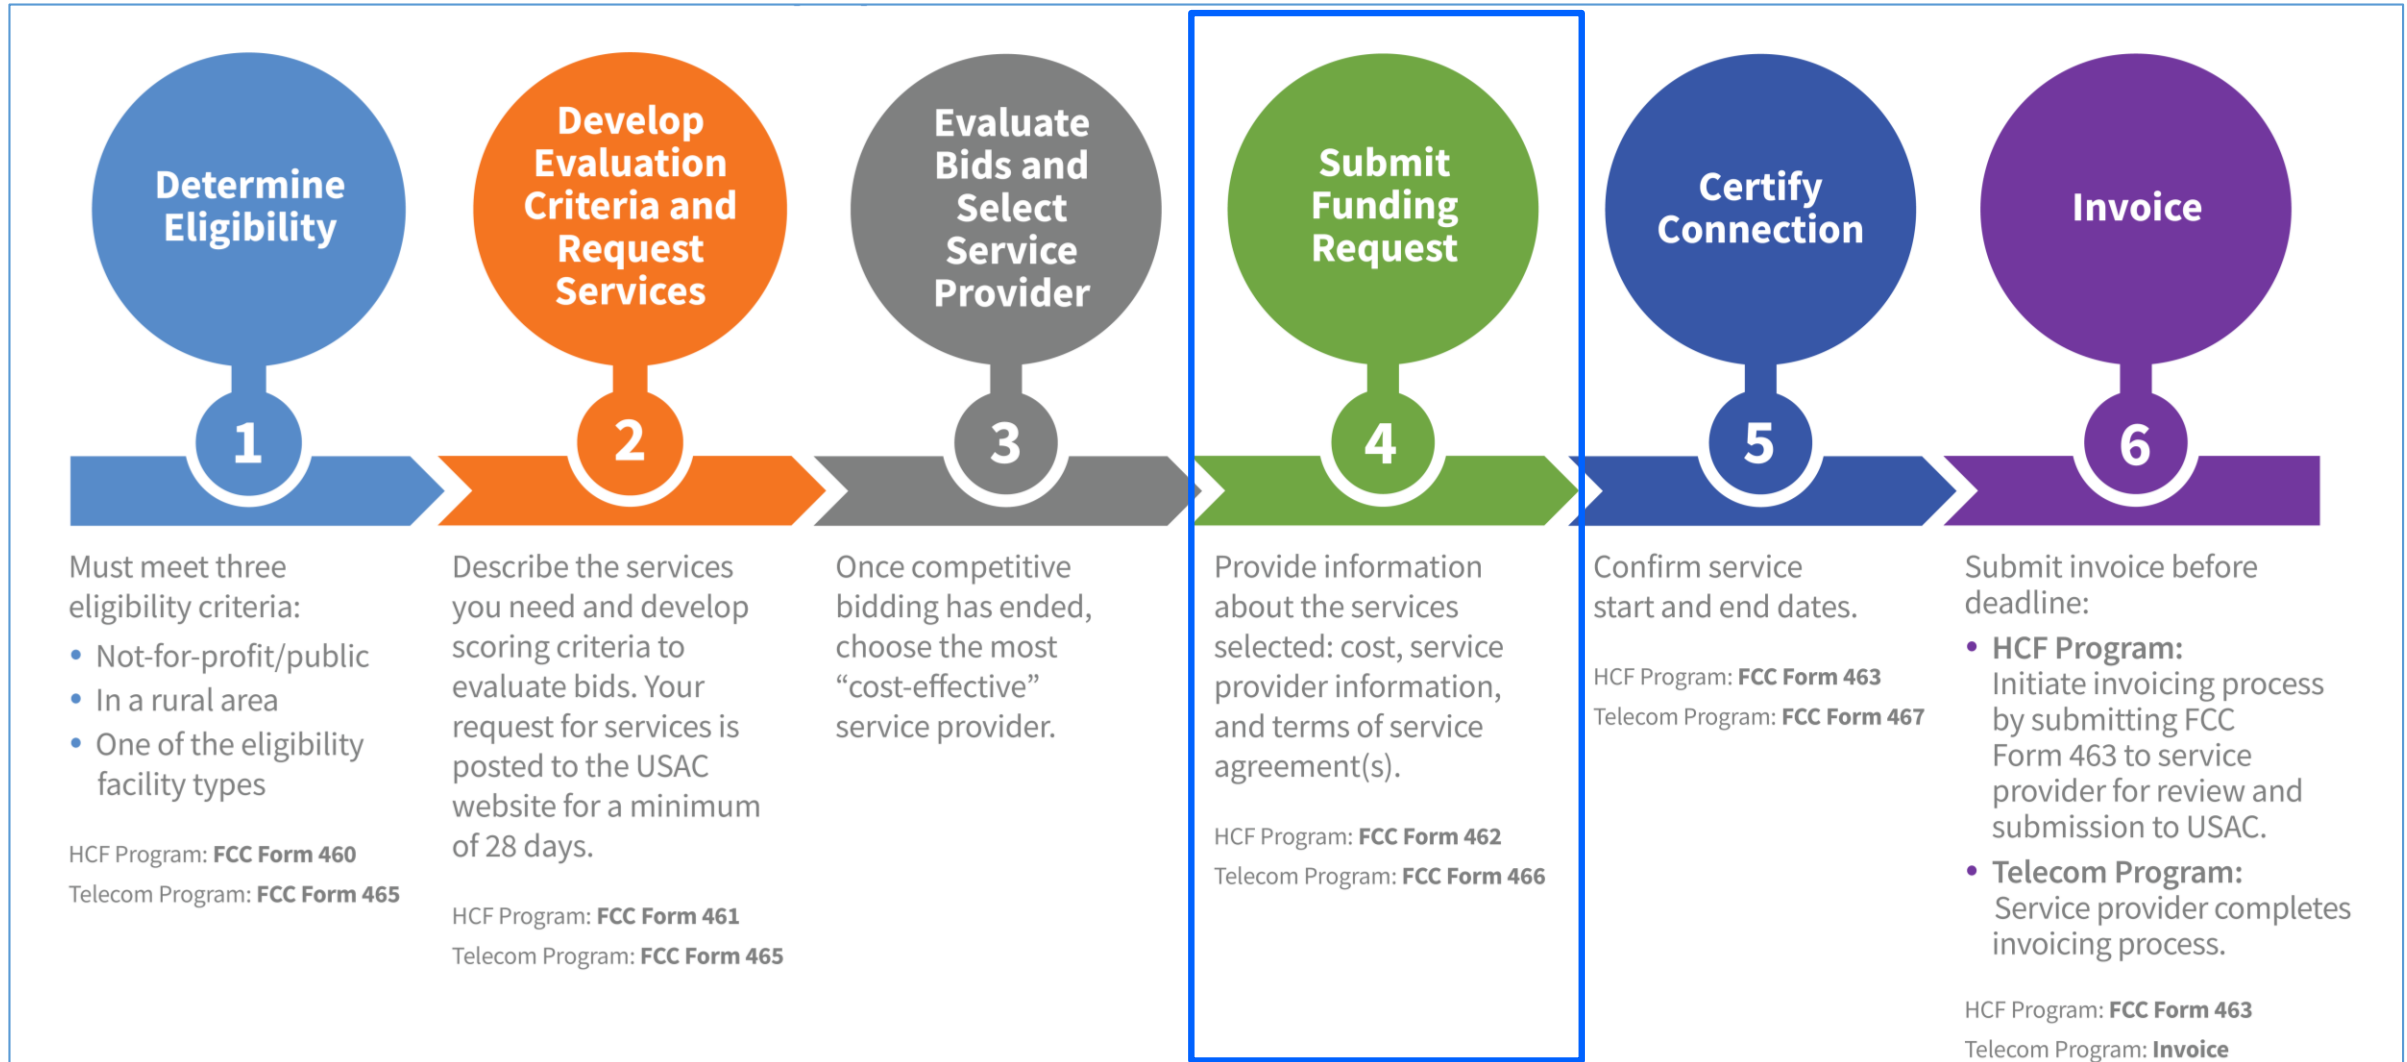 Determine
Eligibility
1
Must meet three
eligibility criteria:
• Not-for-profit/public
• In a rural area
• One of the eligibility
facility types
HCF Program: FCC Form 460
Telecom Program: FCC Form 465
Develop
Evaluation
Criteria and
Request
Services
2
Describe the services
you need and develop
scoring criteria to
evaluate bids. Your
request for services is
posted to the USAC
website for a minimum
of 28 days.
HCF Program: FCC Form 461
Telecom Program: FCC Form 465
Evaluate
Bids and
Select
Service
Provider
3
Once competitive
bidding has ended,
choose the most
“cost-effective”
service provider.
Submit
Funding
Request
4
Provide information
about the services
selected: cost, service
provider information,
and terms of service
agreement(s).
HCF Program: FCC Form 462
Telecom Program: FCC Form 466
Certify
Connection
5
Confirm service
start and end dates.
HCF Program: FCC Form 463
Telecom Program: FCC Form 467
Invoice
6
Submit invoice before
deadline:
• HCF Program:
Initiate invoicing process
by submitting FCC
Form 463 to service
provider for review and
submission to USAC.
• Telecom Program:
Service provider completes
invoicing process.
HCF Program: FCC Form 463
Telecom Program: Invoice